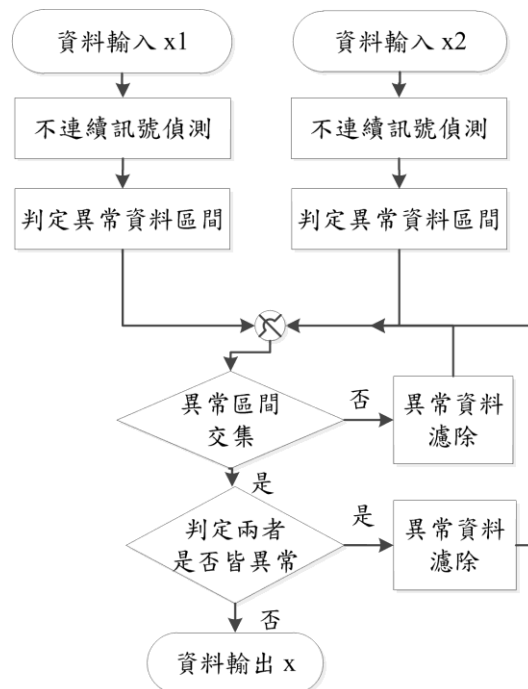 資料輸入 x1
資料輸入 x2
不連續訊號偵測
不連續訊號偵測
判定異常資料區間
判定異常資料區間
異常區間
交集
否
異常資料
濾除
是
判定兩者
是否皆異常
是
異常資料
濾除
否
資料輸出 x